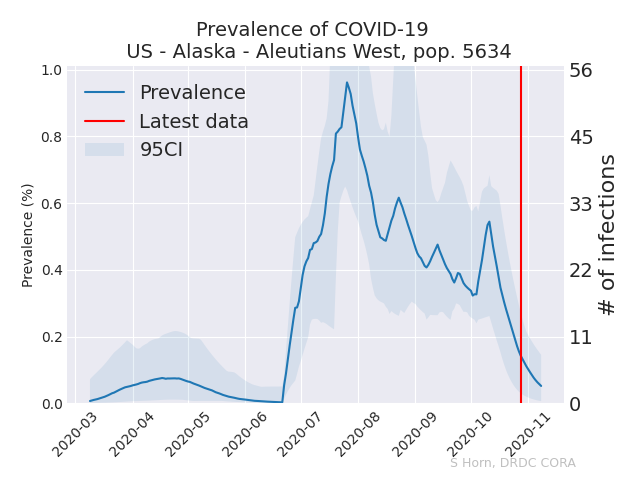 Prevalence of COVID-19
US - Alaska - Aleutians West, pop. 5634
Prevalence
Latest data
95CI
Prevalence (%)
1.0
0.8
0.6
0.4
0.2
0.0
# of infections
56
45
33
22
11
0
2020-03
2020-04
2020-05
2020-06
2020-07
2020-08
2020-09
2020-10
2020-11
S Horn, DRDC CORA